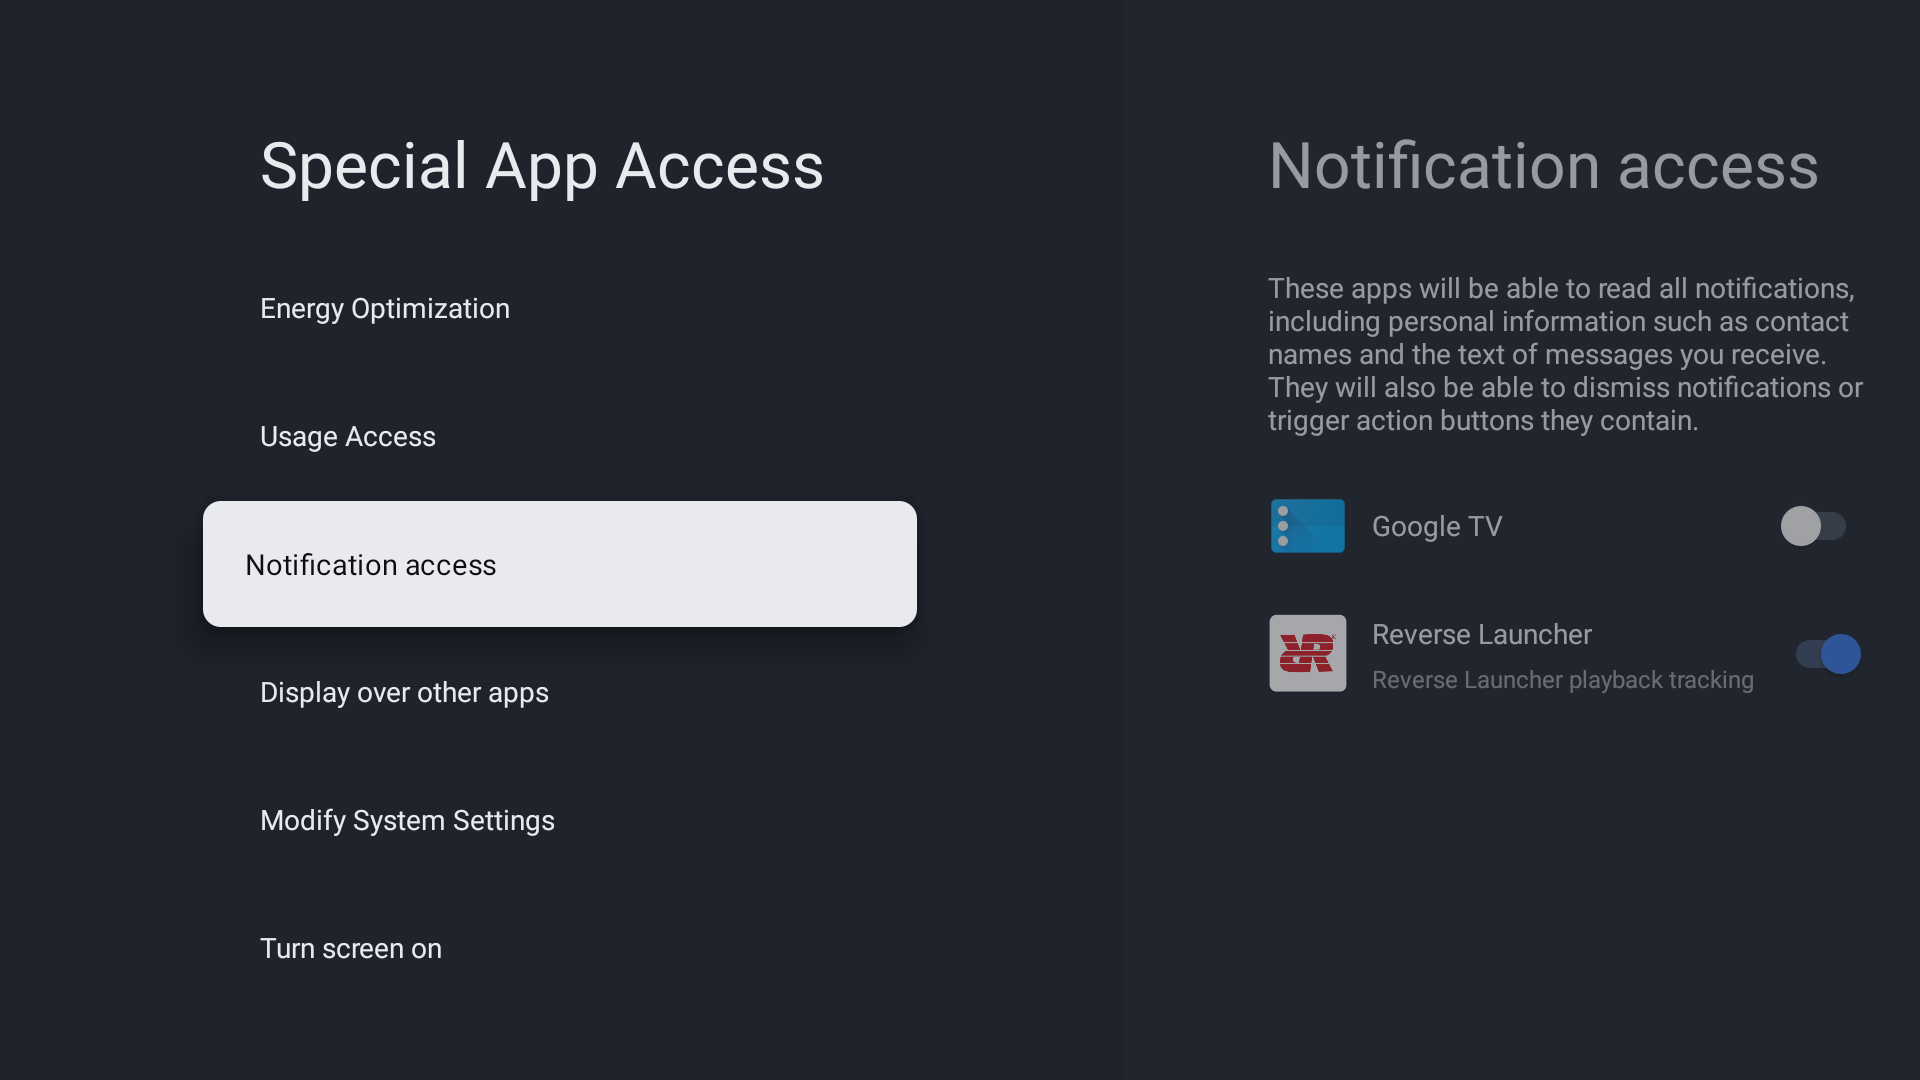 Special App Access
Energy Optimization
Usage Access
Notification access
Display over other apps
Modify System Settings
Turn screen on
Notification access
These apps will be able to read all notifications,
including personal information such as contact
names and the text of messages you receive.
They will also be able to dismiss notifications or
trigger action buttons they contain.
Google TV
Reverse Launcher
Reverse Launcher playback tracking